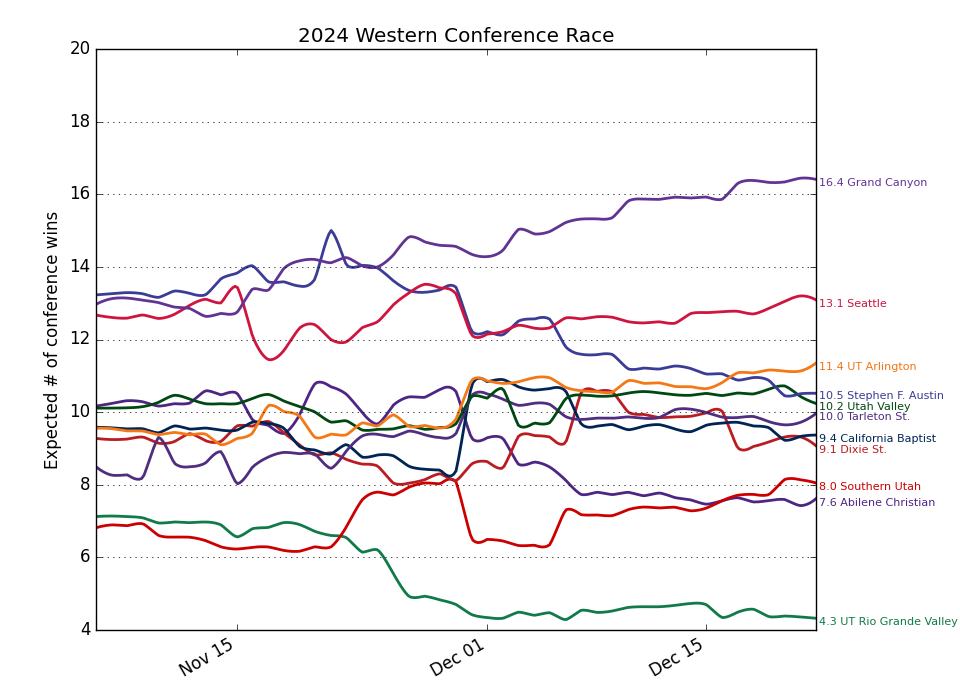 2024 Western Conference Race
Expected # of conference wins
20
18
16
14
12
10
8
6
4
Nov 15
Dec 01
Dec 15
16.4 Grand Canyon
13.1 Seattle
11.4 UT Arlington
10.5 Stephen F. Austin
10.2 Utah Valley
10.0 Tarleton St.
9.4 California Baptist
9.1 Dixie St.
8.0 Southern Utah
7.6 Abilene Christian
4.3 UT Rio Grande Valley